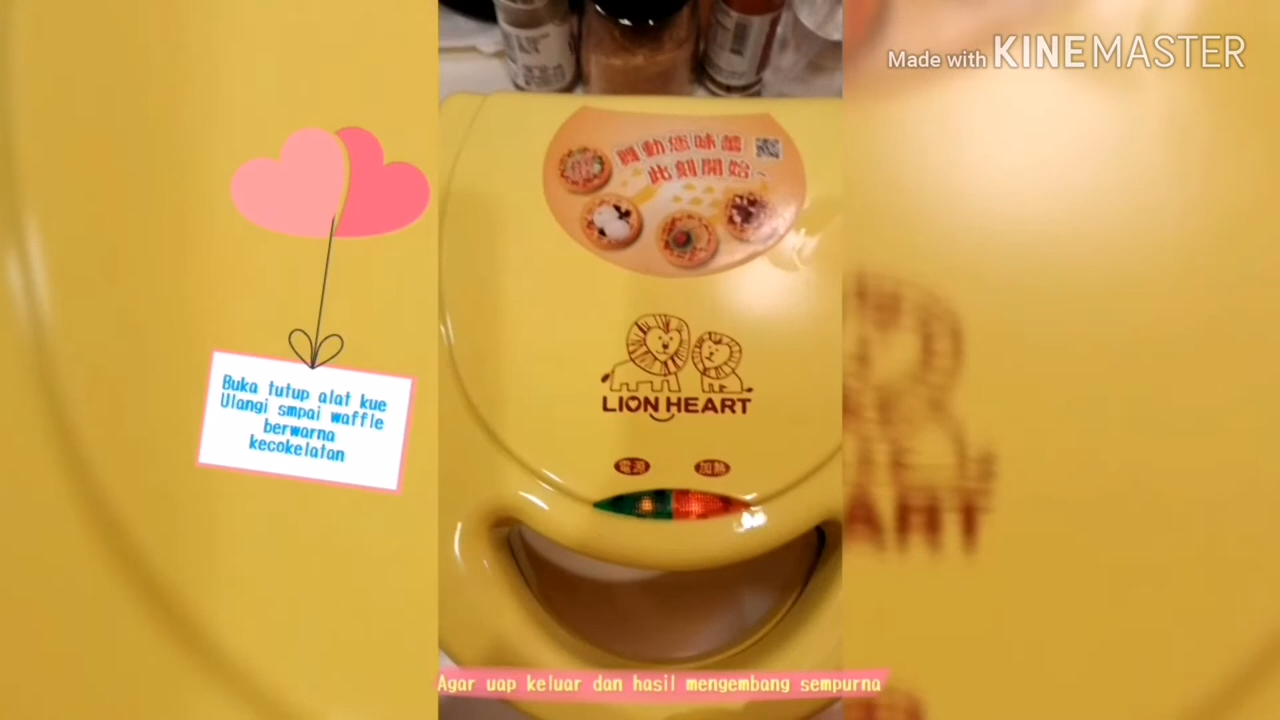 Made with KINEMASTER
舞動您味蕾
此刻開始~
LION HEART
電源
加熱
Buka tutup alat kue
Ulangi smpai waffle
berwarna
kecokelatan
Agar uap keluar dan hasil mengembang sempurna